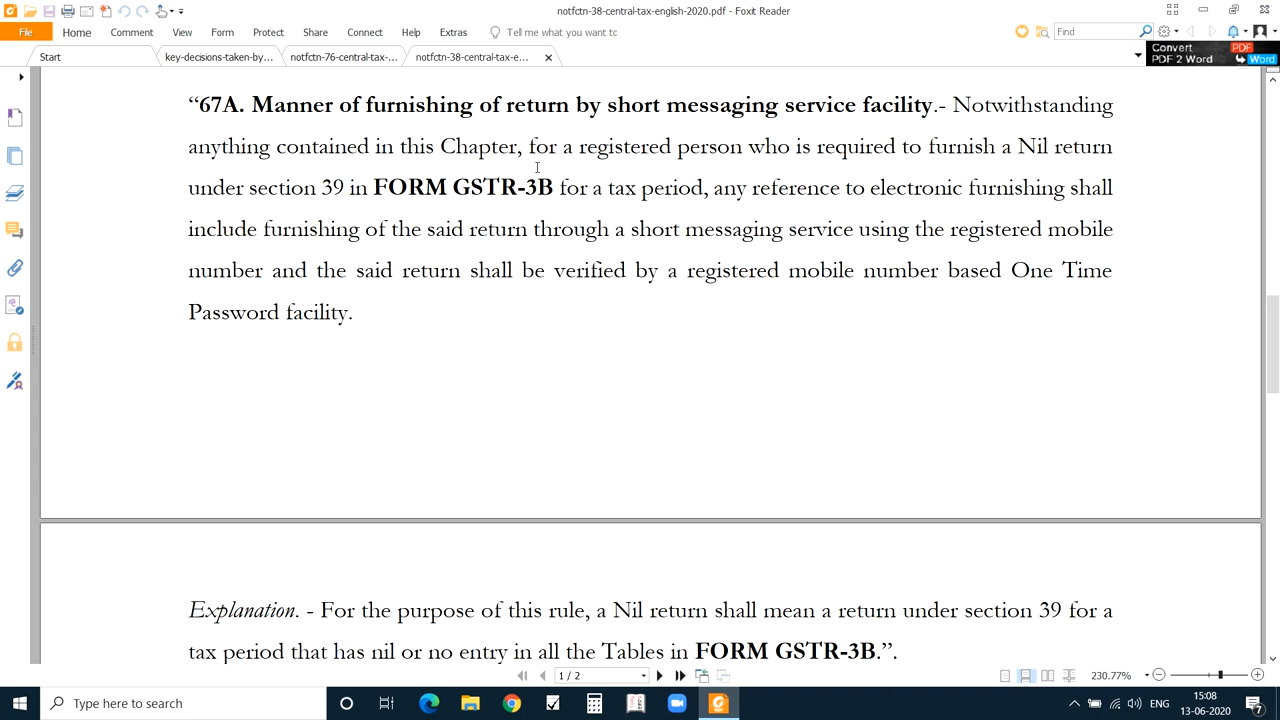 notfctn-38-central-tax-english-2020.pdf - Foxit Reader
File Home Comment View Form Protect Share Connect Help Extras Tell me what you want tc Find
Start key-decisions-taken-by... notfctn-76-central-tax-... notfctn-38-central-tax-e...
Convert PDF
PDF 2 Word Word
“67A. Manner of furnishing of return by short messaging service facility.- Notwithstanding
anything contained in this Chapter, for a registered person who is required to furnish a Nil return
under section 39 in FORM GSTR-3B for a tax period, any reference to electronic furnishing shall
include furnishing of the said return through a short messaging service using the registered mobile
number and the said return shall be verified by a registered mobile number based One Time
Password facility.
Explanation. - For the purpose of this rule, a Nil return shall mean a return under section 39 for a
tax period that has nil or no entry in all the Tables in FORM GSTR-3B.”.
1 / 2 230.77%
Type here to search ENG 15:08
13-06-2020 7